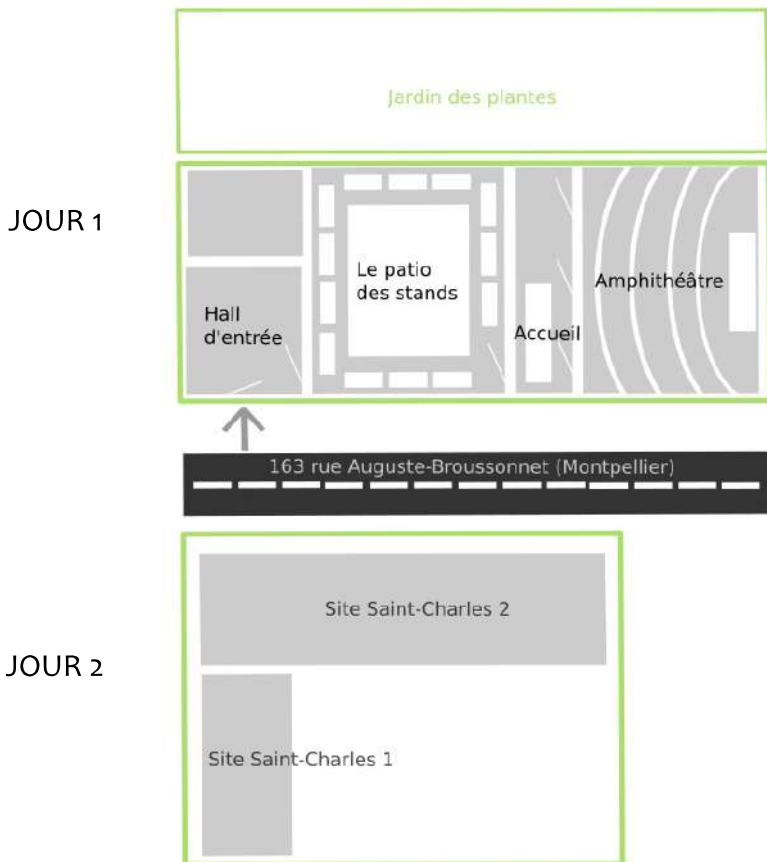 Jardin des plantes
JOUR 1
Hall
d'entrée
Le patio
des stands
Accueil
Amphithéâtre
163 rue Auguste-Broussonnet (Montpellier)
Site Saint-Charles 2
JOUR 2
Site Saint-Charles 1